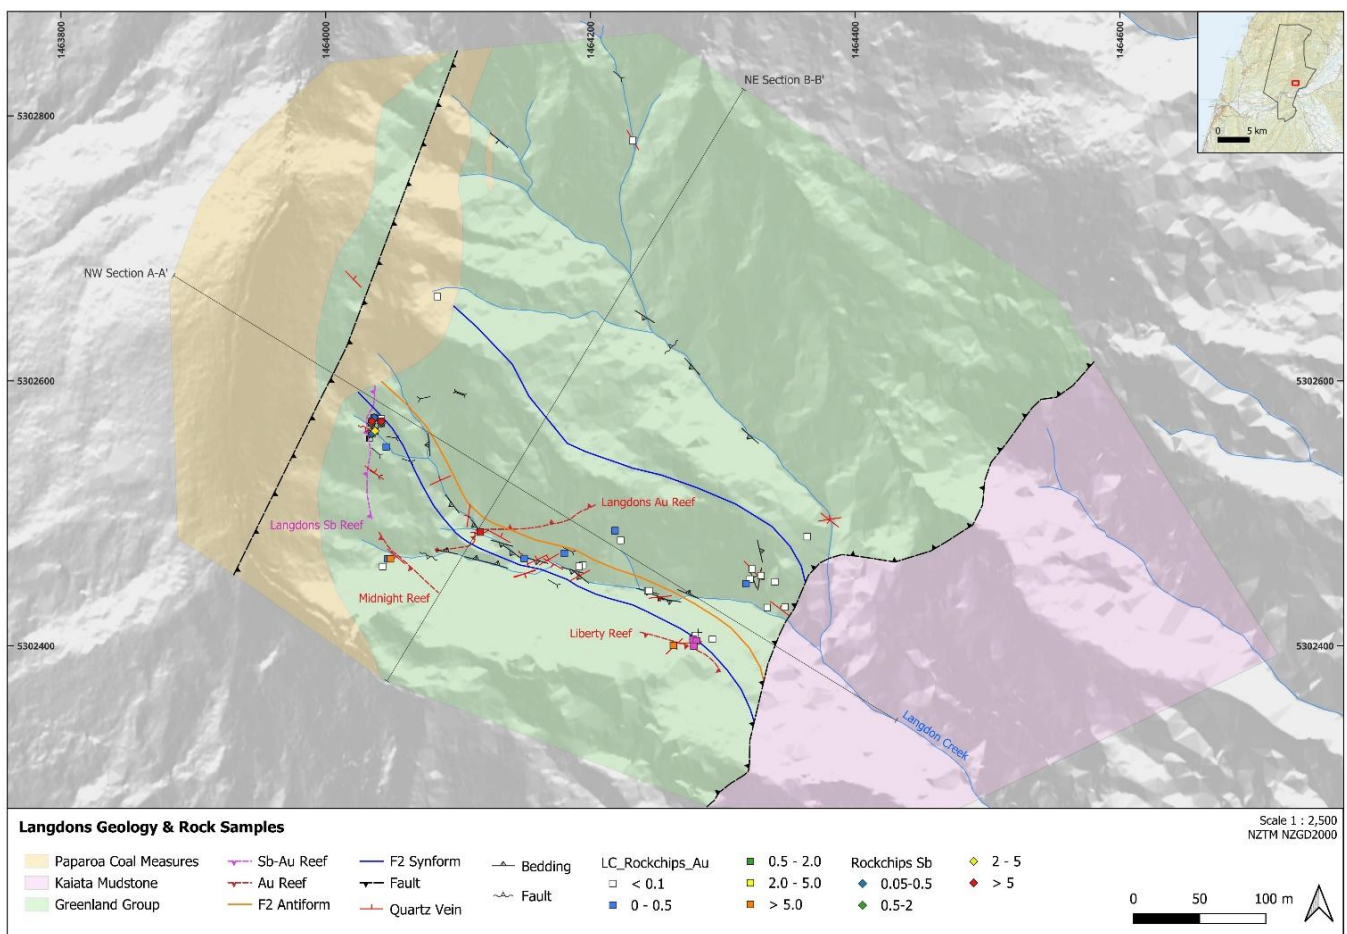 1463800
1464000
1464200
1464400
1464600
NE Section B-B'
0 5 km
5302800
NW Section A-A'
5302600
5302600
Langdons Au Reef
Langdons Sb Reef
Midnight Reef
Liberty Reef
5302400
5302400
Langdon Creek
Langdons Geology & Rock Samples
Scale 1 : 2,500
NZTM NZGD2000
Paparoa Coal Measures
Kaiata Mudstone
Greenland Group
Sb-Au Reef
Au Reef
F2 Antiform
F2 Synform
Fault
Quartz Vein
Bedding
Fault
LC_Rockchips_Au
< 0.1
0 - 0.5
0.5 - 2.0
2.0 - 5.0
> 5.0
Rockchips Sb
0.05-0.5
0.5-2
2 - 5
> 5
0 50 100 m